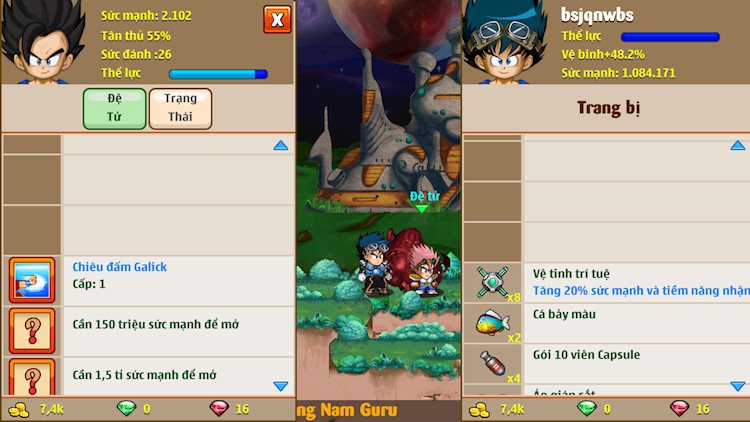 Sức mạnh: 2.102
Tân thủ 55%
Sức đánh :26
Thể lực
X
Đệ
Tử
Trạng
Thái
Chiêu đấm Galick
Cấp: 1
Cần 150 triệu sức mạnh để mở
Cần 1,5 tỉ sức mạnh để mở
7,4k
0
16
Đệ tử
ng Nam Guru
bsjqnwbs
Thể lực
Vệ binh+48.2%
Sức mạnh: 1.084.171
Trang bị
Vệ tinh trí tuệ
Tăng 20% sức mạnh và tiềm năng nhận
x8
Cá bảy màu
x2
Gói 10 viên Capsule
x4
Áo gián sắt
7,4k
0
16